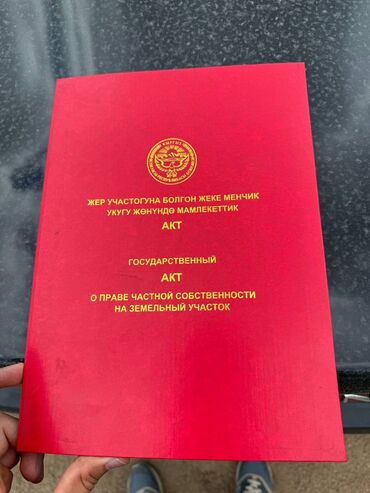 ЖЕР УЧАСТОГУНА БОЛГОН ЖЕКЕ МЕНЧИК
УКУГУ ЖӨНҮНДӨ МАМЛЕКЕТТИК
АКТ
ГОСУДАРСТВЕННЫЙ
АКТ
О ПРАВЕ ЧАСТНОЙ СОБСТВЕННОСТИ
НА ЗЕМЕЛЬНЫЙ УЧАСТОК